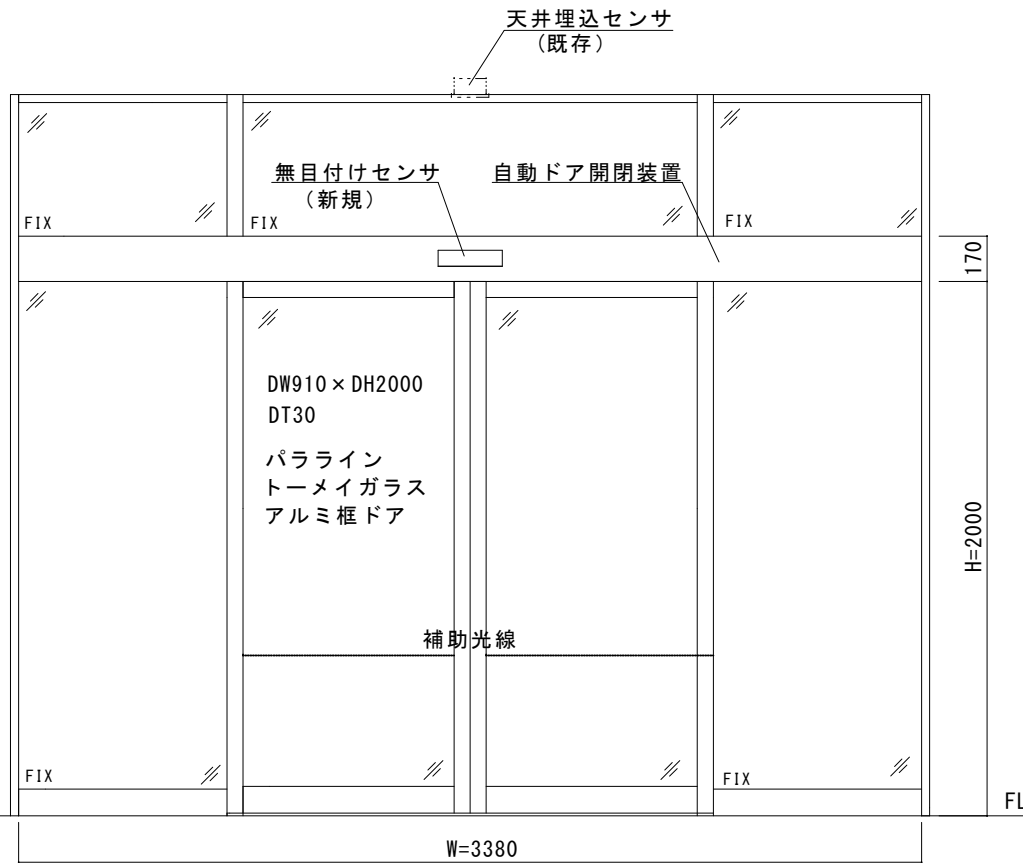 天井埋込センサ
（既存）
無目付けセンサ
（新規）
自動ドア開閉装置
FIX
FIX
FIX
170
DW910×DH2000
DT30
パラライン
トーメイガラス
アルミ框ドア
H=2000
補助光線
FIX
FIX
FL
W=3380